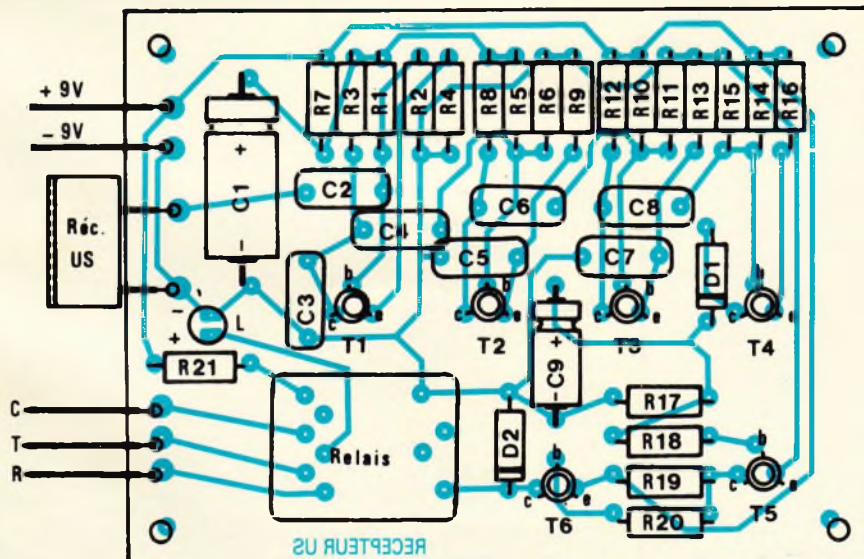 + 9V
- 9V
Réc.
US
C
T
R
R7 R3 R1 R2 R4 R8 R5 R6 R9 R12 R10 R11 R13 R15 R14 R16
+
C1
-
C2
C4
C3
C6
C5
C8
C7
D1
b
c
e
T1
b
c
e
T2
b
c
e
T3
b
c
e
T4
-
+
L
R21
+
C9
-
Relais
D2
R17
R18
R19
R20
b
c
e
T6
b
c
e
T5
RECEPTEUR US